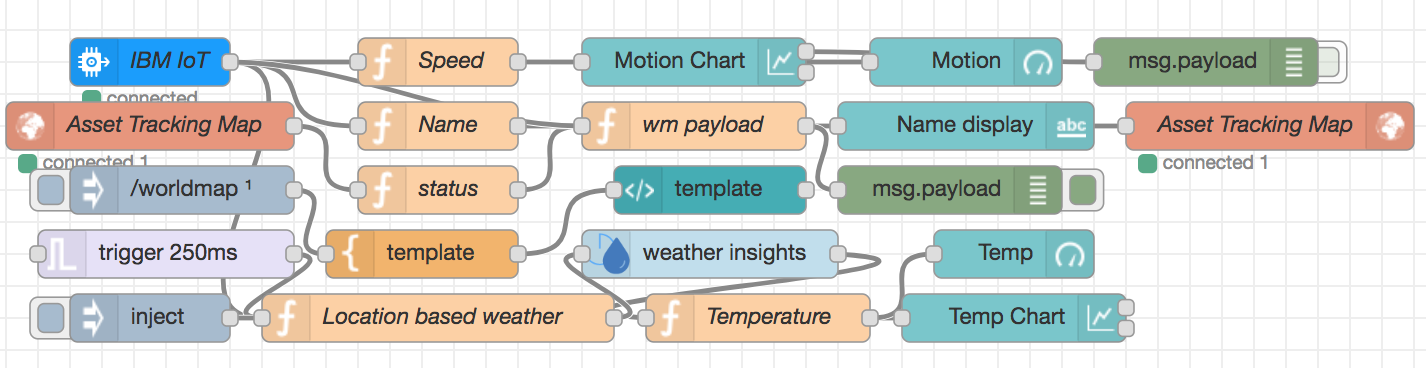 IBM IoT
Speed
Motion Chart
Motion
msg.payload
connected
Asset Tracking Map
Name
wm payload
Name display
abc
Asset Tracking Map
connected 1
connected 1
/worldmap ¹
status
template
msg.payload
trigger 250ms
template
weather insights
Temp
inject
Location based weather
Temperature
Temp Chart